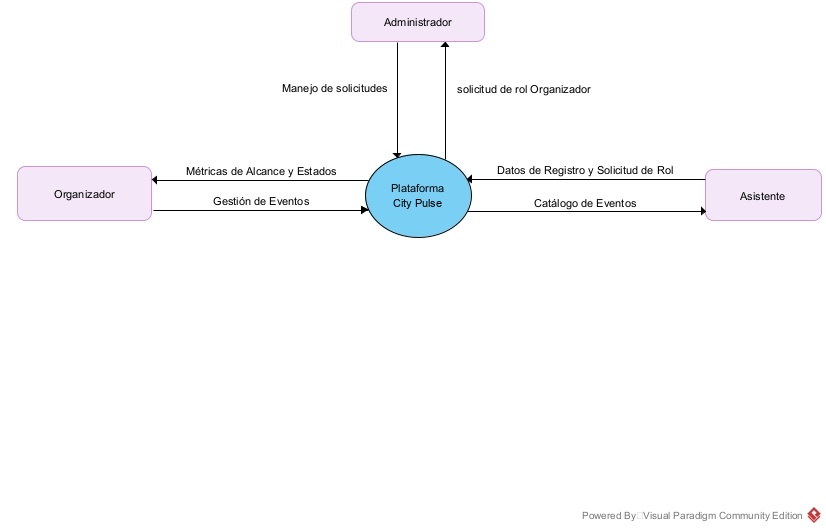 Administrador
Manejo de solicitudes
solicitud de rol Organizador
Organizador
Métricas de Alcance y Estados
Gestión de Eventos
Plataforma
City Pulse
Datos de Registro y Solicitud de Rol
Catálogo de Eventos
Asistente
Powered By Visual Paradigm Community Edition